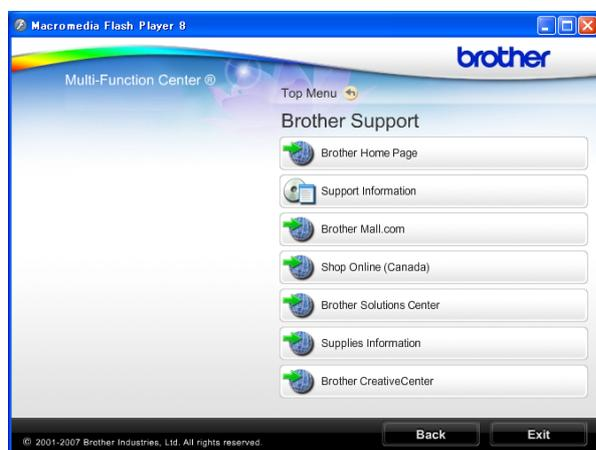 Macromedia Flash Player 8
brother
Multi-Function Center ®
Top Menu
Brother Support
Brother Home Page
Support Information
Brother Mall.com
Shop Online (Canada)
Brother Solutions Center
Supplies Information
Brother CreativeCenter
© 2001-2007 Brother Industries, Ltd. All rights reserved.
Back
Exit